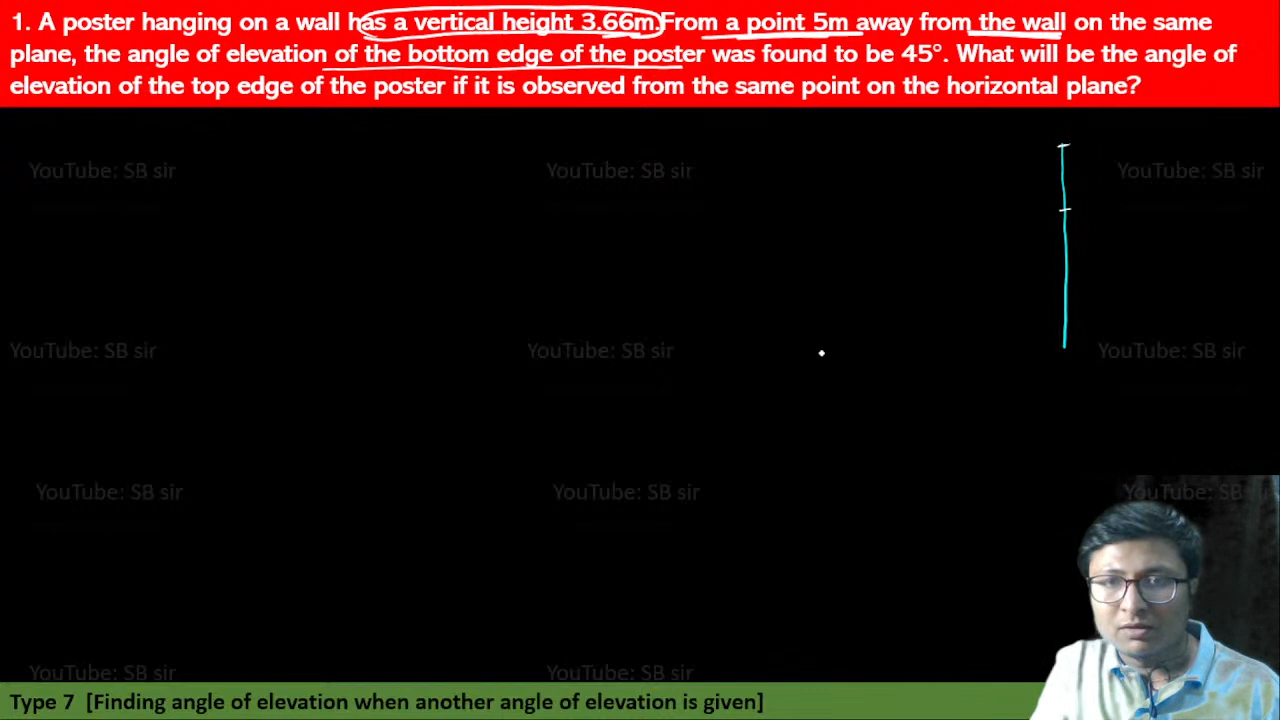 1. A poster hanging on a wall has a vertical height 3.66m.From a point 5m away from the wall on the same
plane, the angle of elevation of the bottom edge of the poster was found to be 45°. What will be the angle of
elevation of the top edge of the poster if it is observed from the same point on the horizontal plane?
YouTube: SB sir YouTube: SB sir YouTube: SB sir
YouTube: SB sir YouTube: SB sir YouTube: SB sir
YouTube: SB sir YouTube: SB sir YouTube: SB
YouTube: SB sir YouTube: SB sir
Type 7 [Finding angle of elevation when another angle of elevation is given]